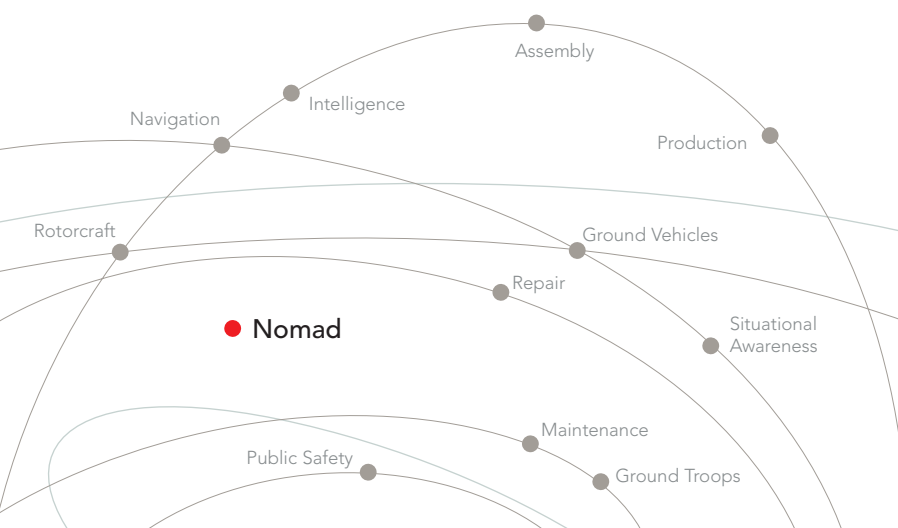 Assembly
Intelligence
Navigation
Production
Rotorcraft
Ground Vehicles
Repair
Nomad
Situational
Awareness
Maintenance
Public Safety
Ground Troops